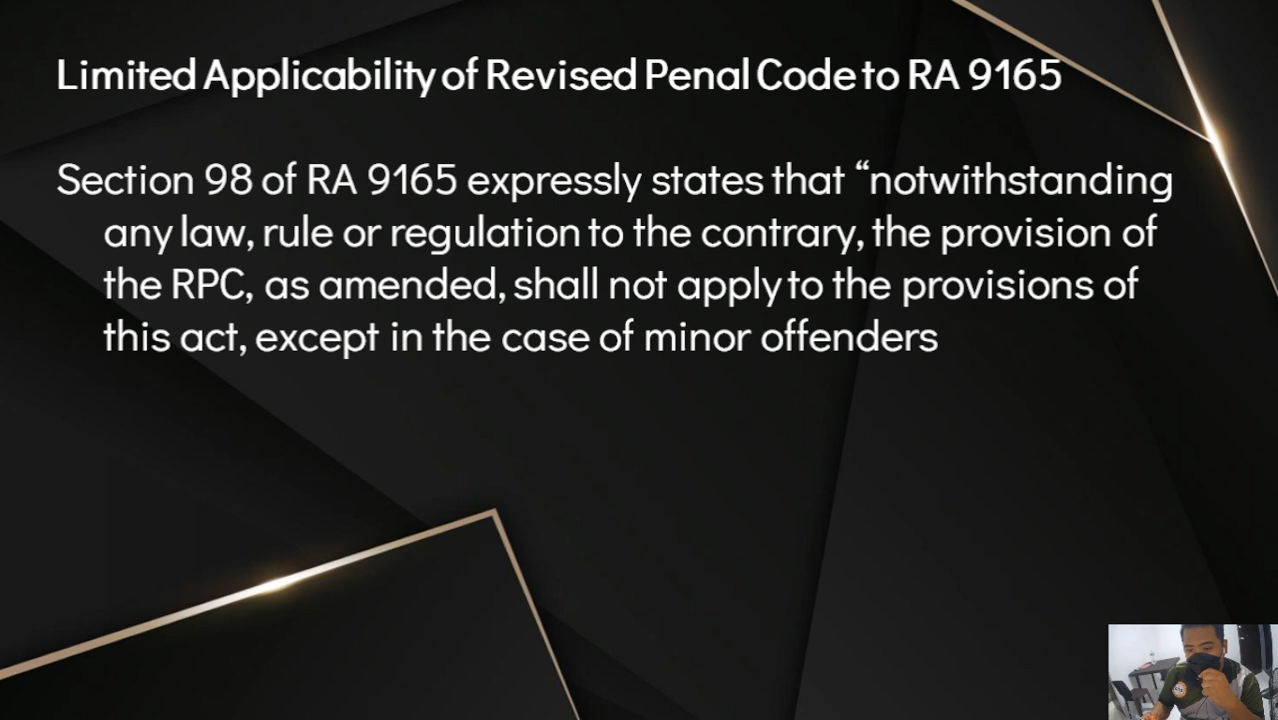 Limited Applicability of Revised Penal Code to RA 9165
Section 98 of RA 9165 expressly states that “notwithstanding
any law, rule or regulation to the contrary, the provision of
the RPC, as amended, shall not apply to the provisions of
this act, except in the case of minor offenders